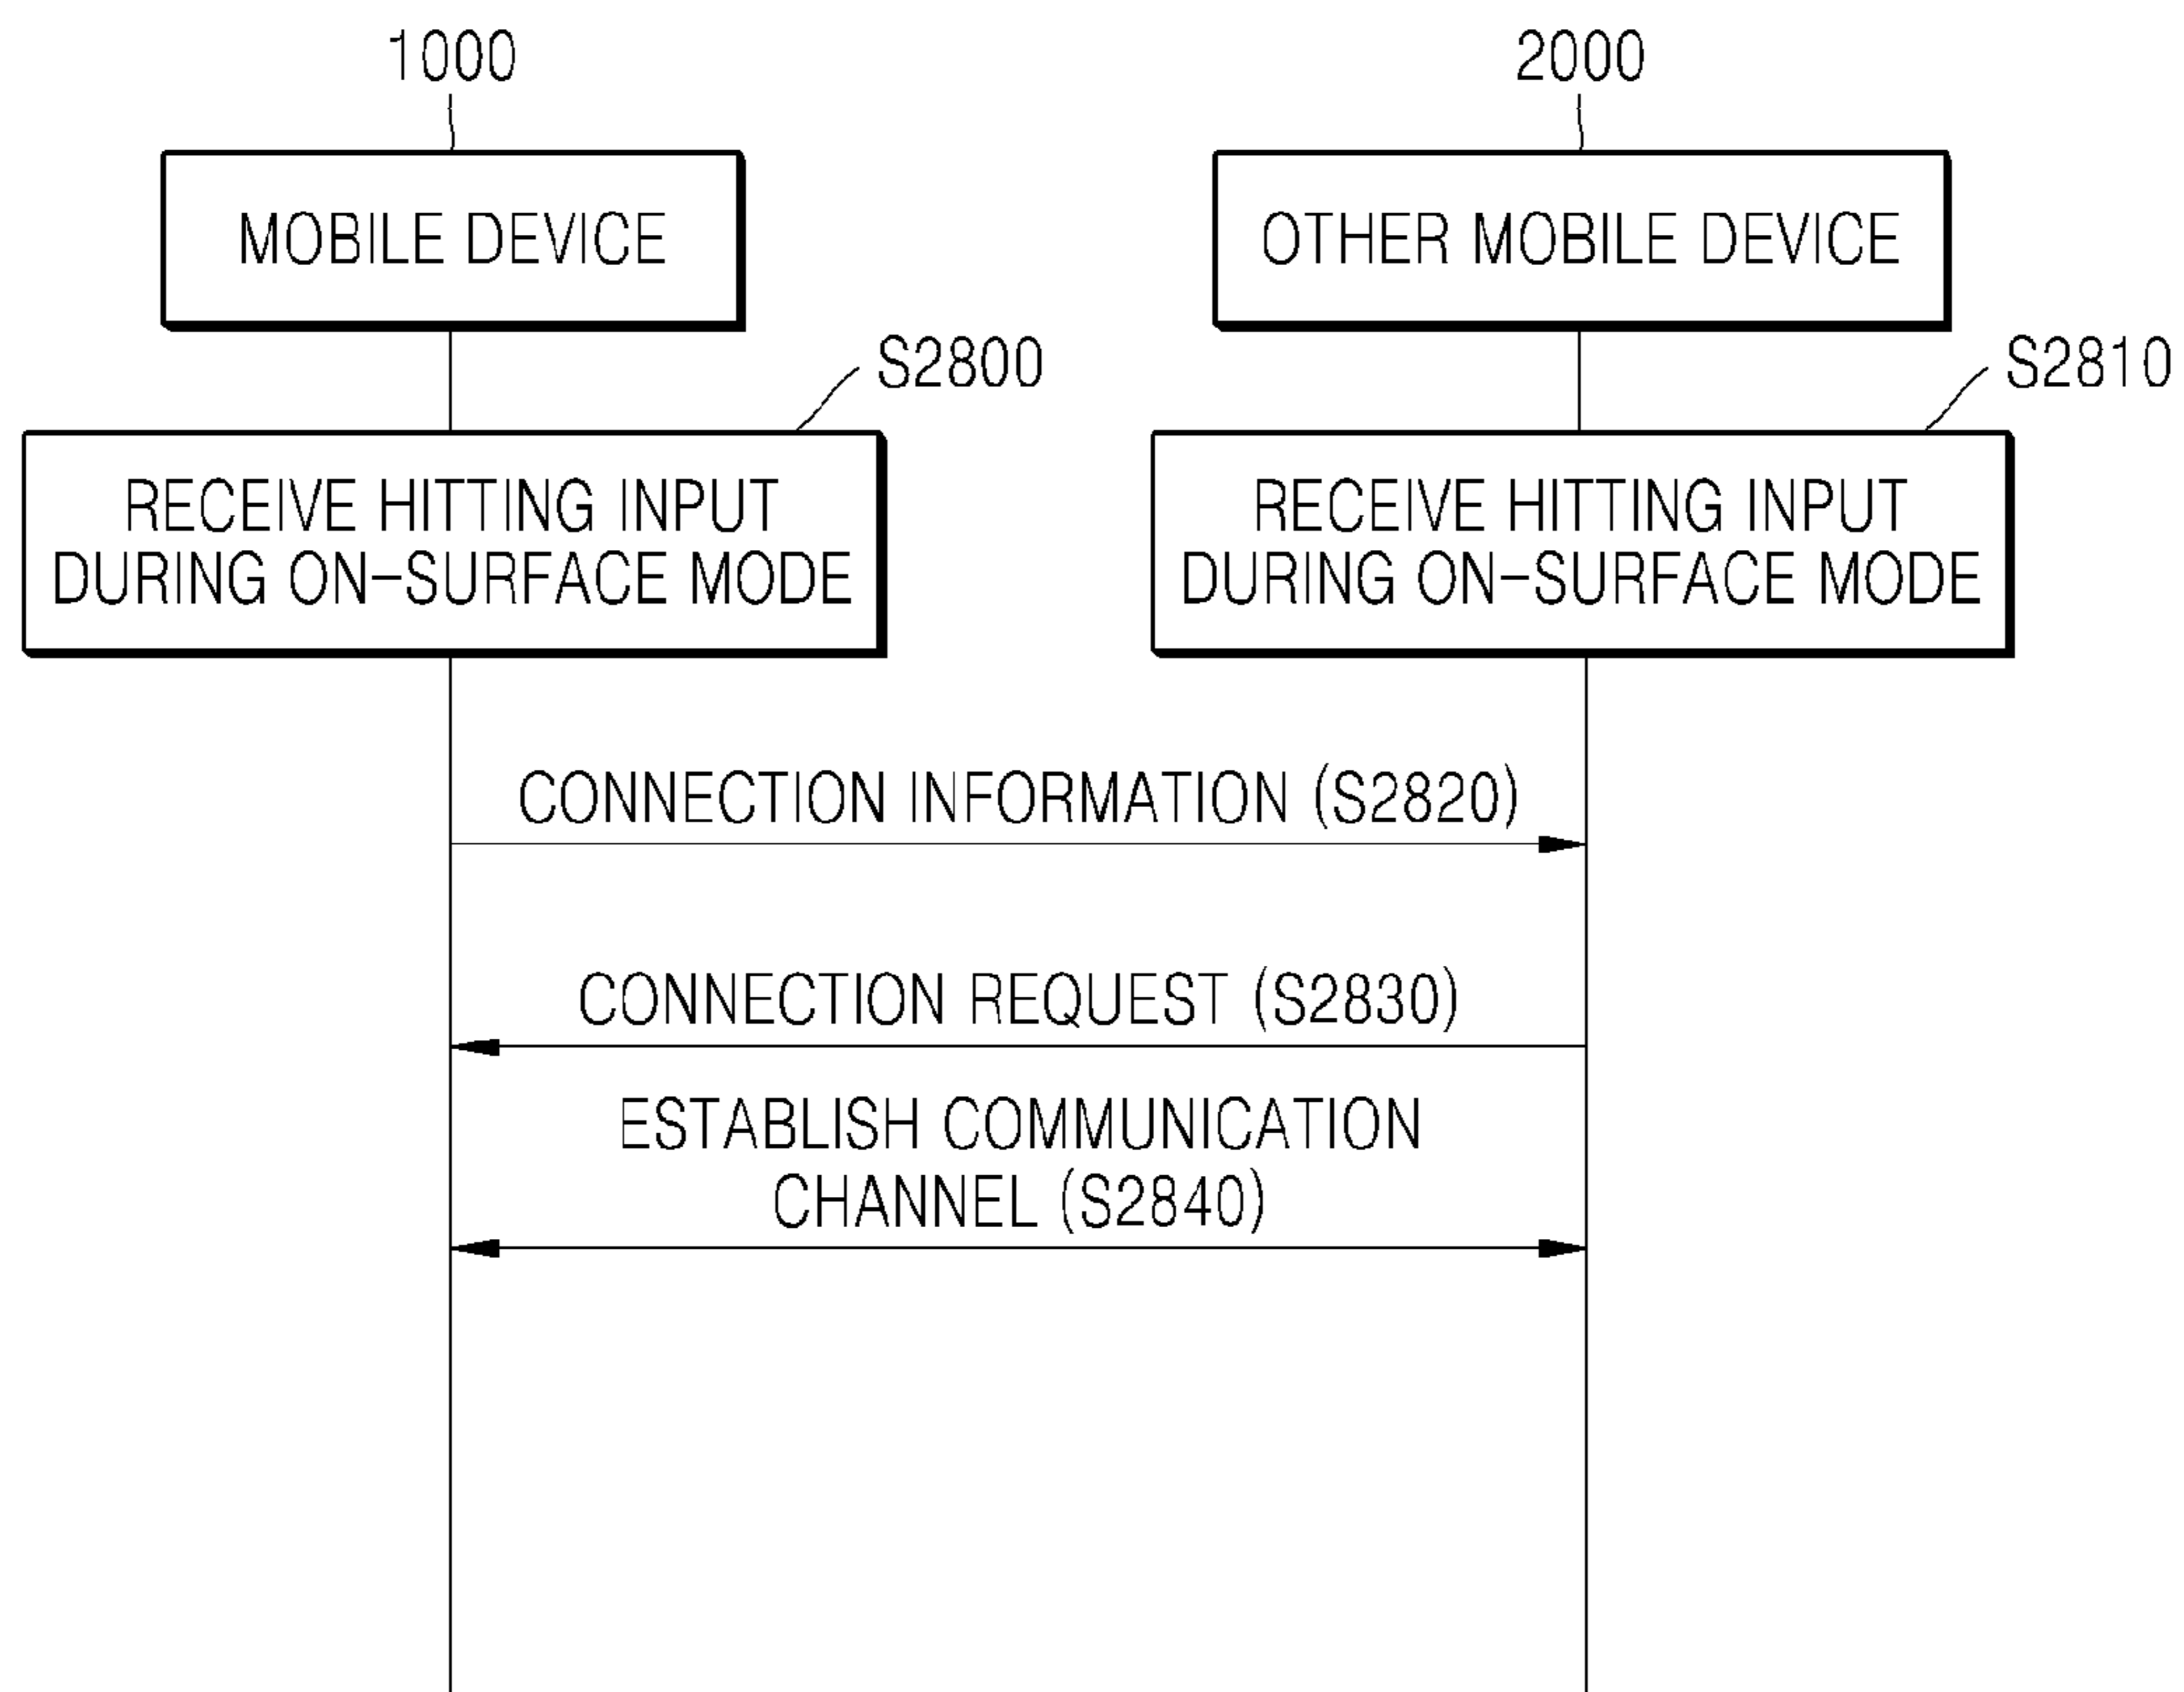 1000
2000
MOBILE DEVICE
OTHER MOBILE DEVICE
S2800
S2810
RECEIVE HITTING INPUT
DURING ON-SURFACE MODE
RECEIVE HITTING INPUT
DURING ON-SURFACE MODE
CONNECTION INFORMATION (S2820)
CONNECTION REQUEST (S2830)
ESTABLISH COMMUNICATION
CHANNEL (S2840)